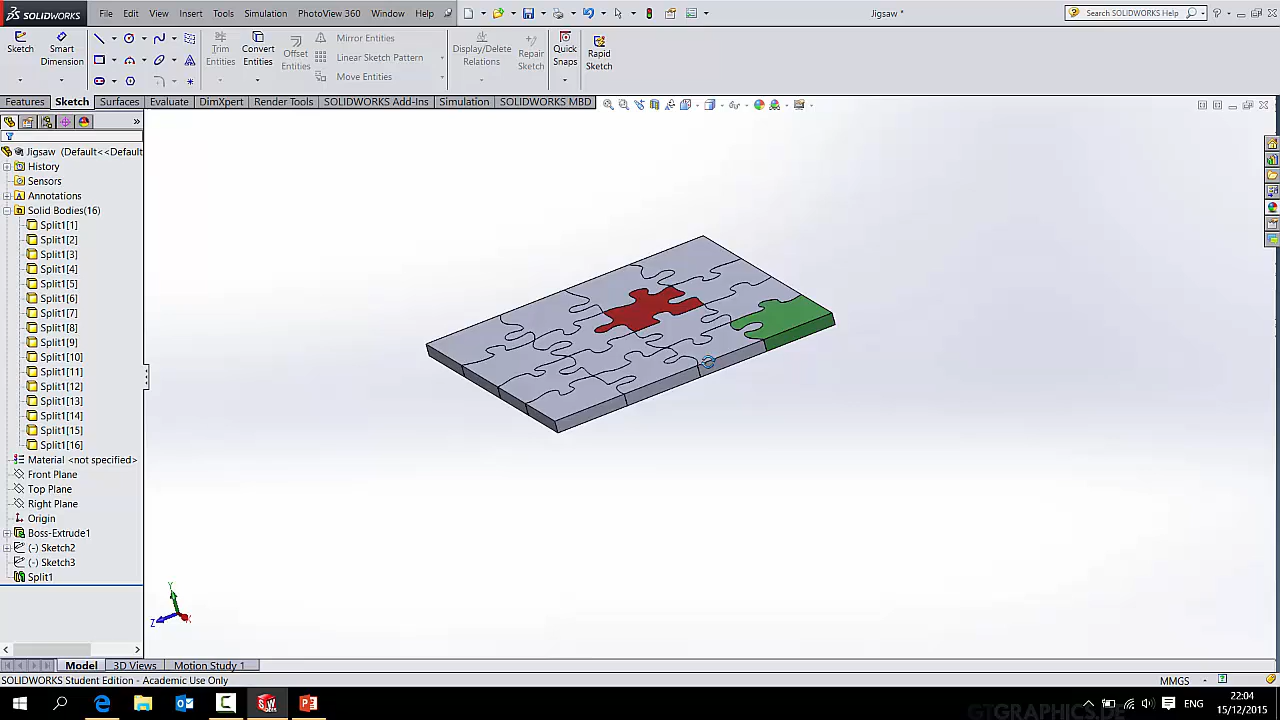 SOLIDWORKS File Edit View Insert Tools Simulation PhotoView 360 Window Help Jigsaw * Search SOLIDWORKS Help
Sketch Smart Dimension Trim Entities Convert Entities Offset Entities Mirror Entities Linear Sketch Pattern Move Entities Display/Delete Relations Repair Sketch Quick Snaps Rapid Sketch
Features Sketch Surfaces Evaluate DimXpert Render Tools SOLIDWORKS Add-Ins Simulation SOLIDWORKS MBD
Jigsaw (Default<<Default
History
Sensors
Annotations
Solid Bodies(16)
Split1[1]
Split1[2]
Split1[3]
Split1[4]
Split1[5]
Split1[6]
Split1[7]
Split1[8]
Split1[9]
Split1[10]
Split1[11]
Split1[12]
Split1[13]
Split1[14]
Split1[15]
Split1[16]
Material <not specified>
Front Plane
Top Plane
Right Plane
Origin
Boss-Extrude1
(-) Sketch2
(-) Sketch3
Split1
Y
Z X
Model 3D Views Motion Study 1
SOLIDWORKS Student Edition - Academic Use Only MMGS
ENG 22:04
15/12/2015
GTGRAPHICS.DE